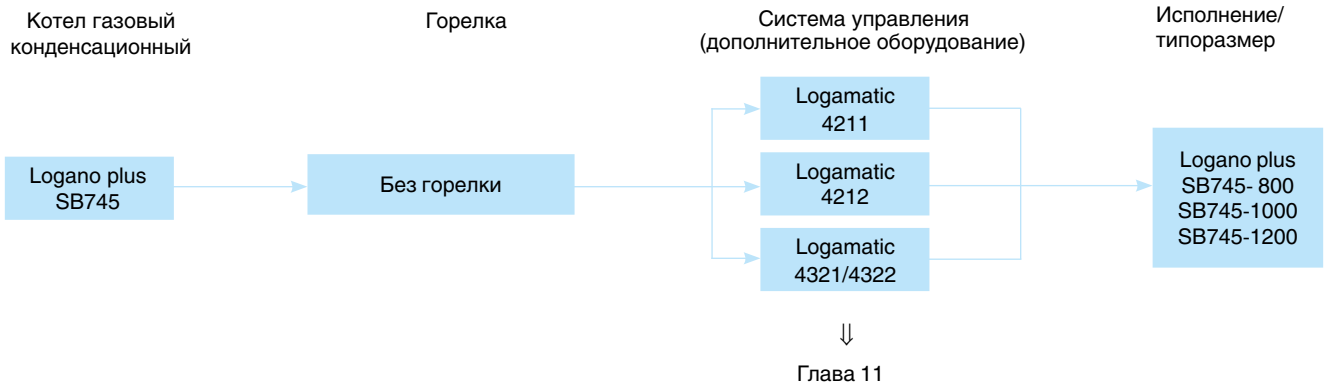 Котел газовый
конденсационный
Горелка
Система управления
(дополнительное оборудование)
Исполнение/
типоразмер
Logano plus
SB745
Без горелки
Logamatic
4211
Logamatic
4212
Logamatic
4321/4322
Logano plus
SB745- 800
SB745-1000
SB745-1200
⇓
Глава 11